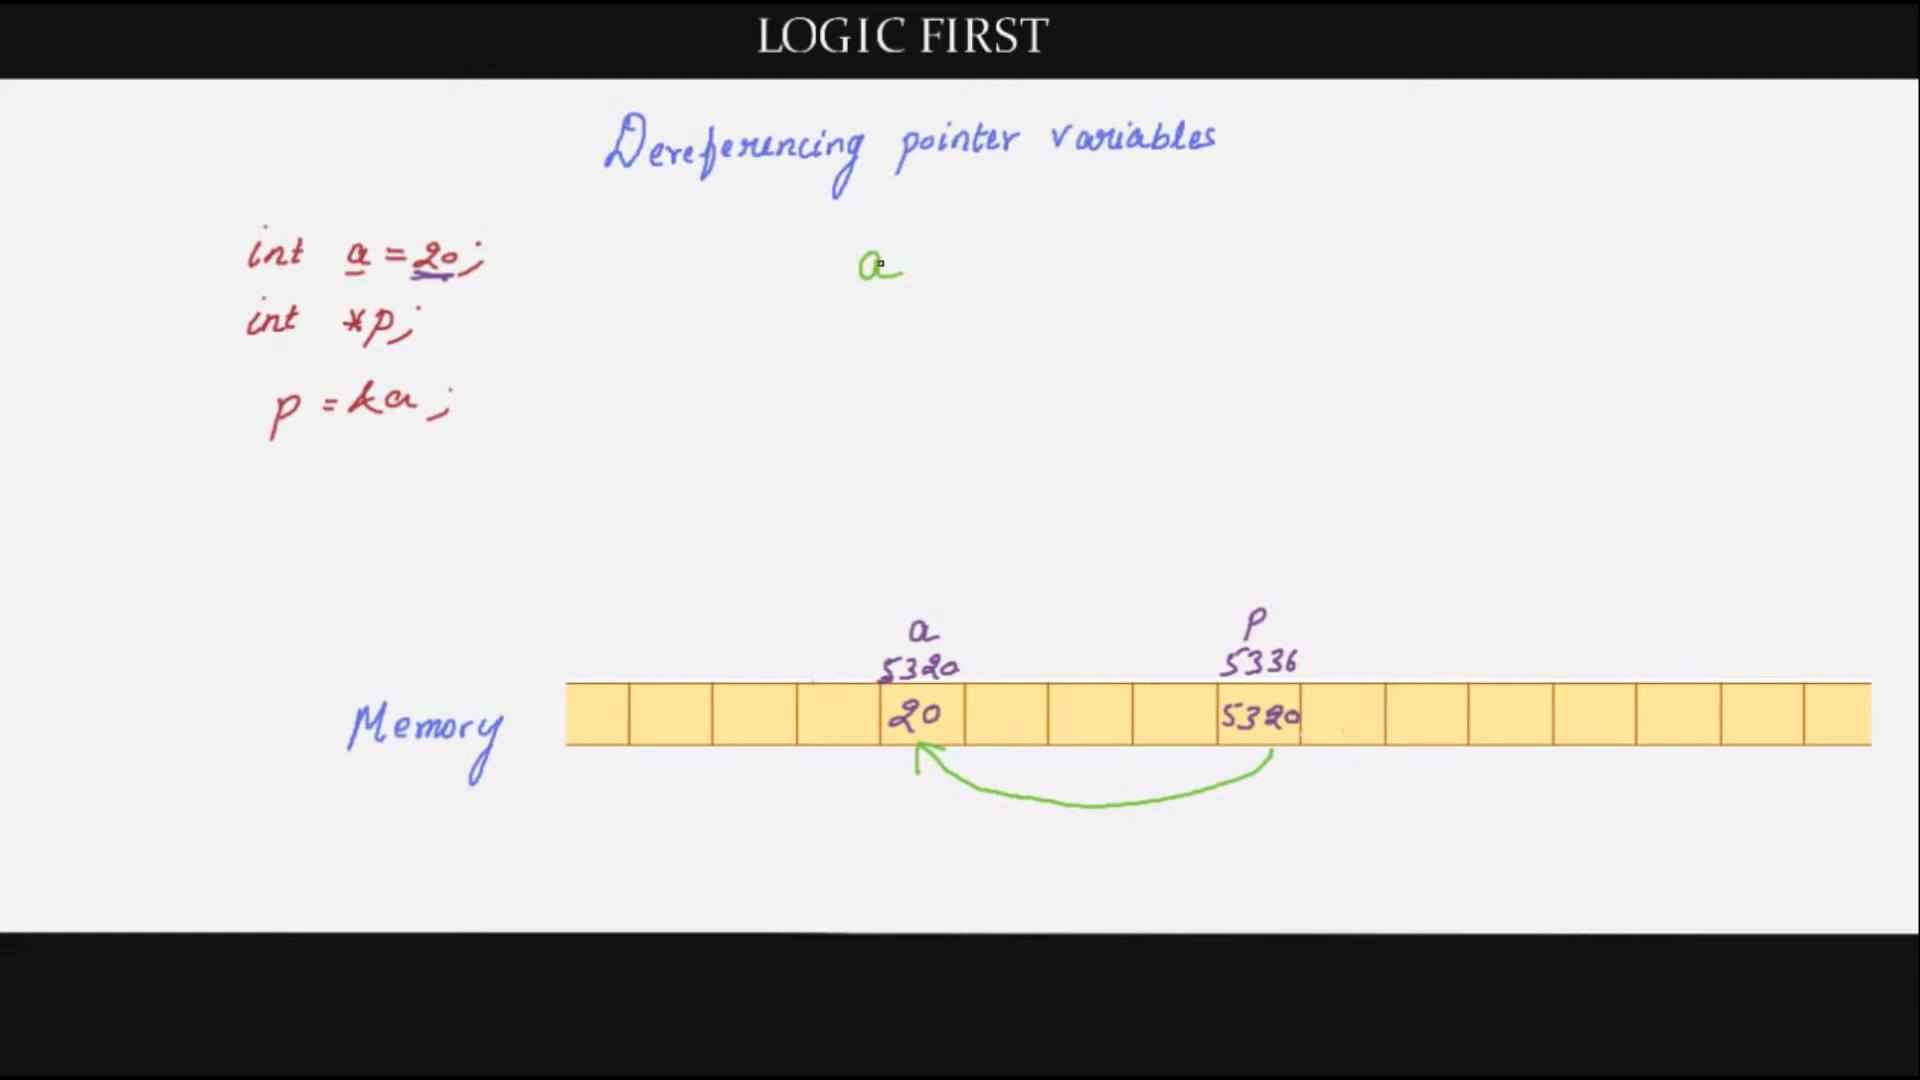 LOGIC FIRST
Dereferencing pointer variables
int a = 20;
a
int *p;
p = &a;
a
p
5320
5336
Memory
20
5320